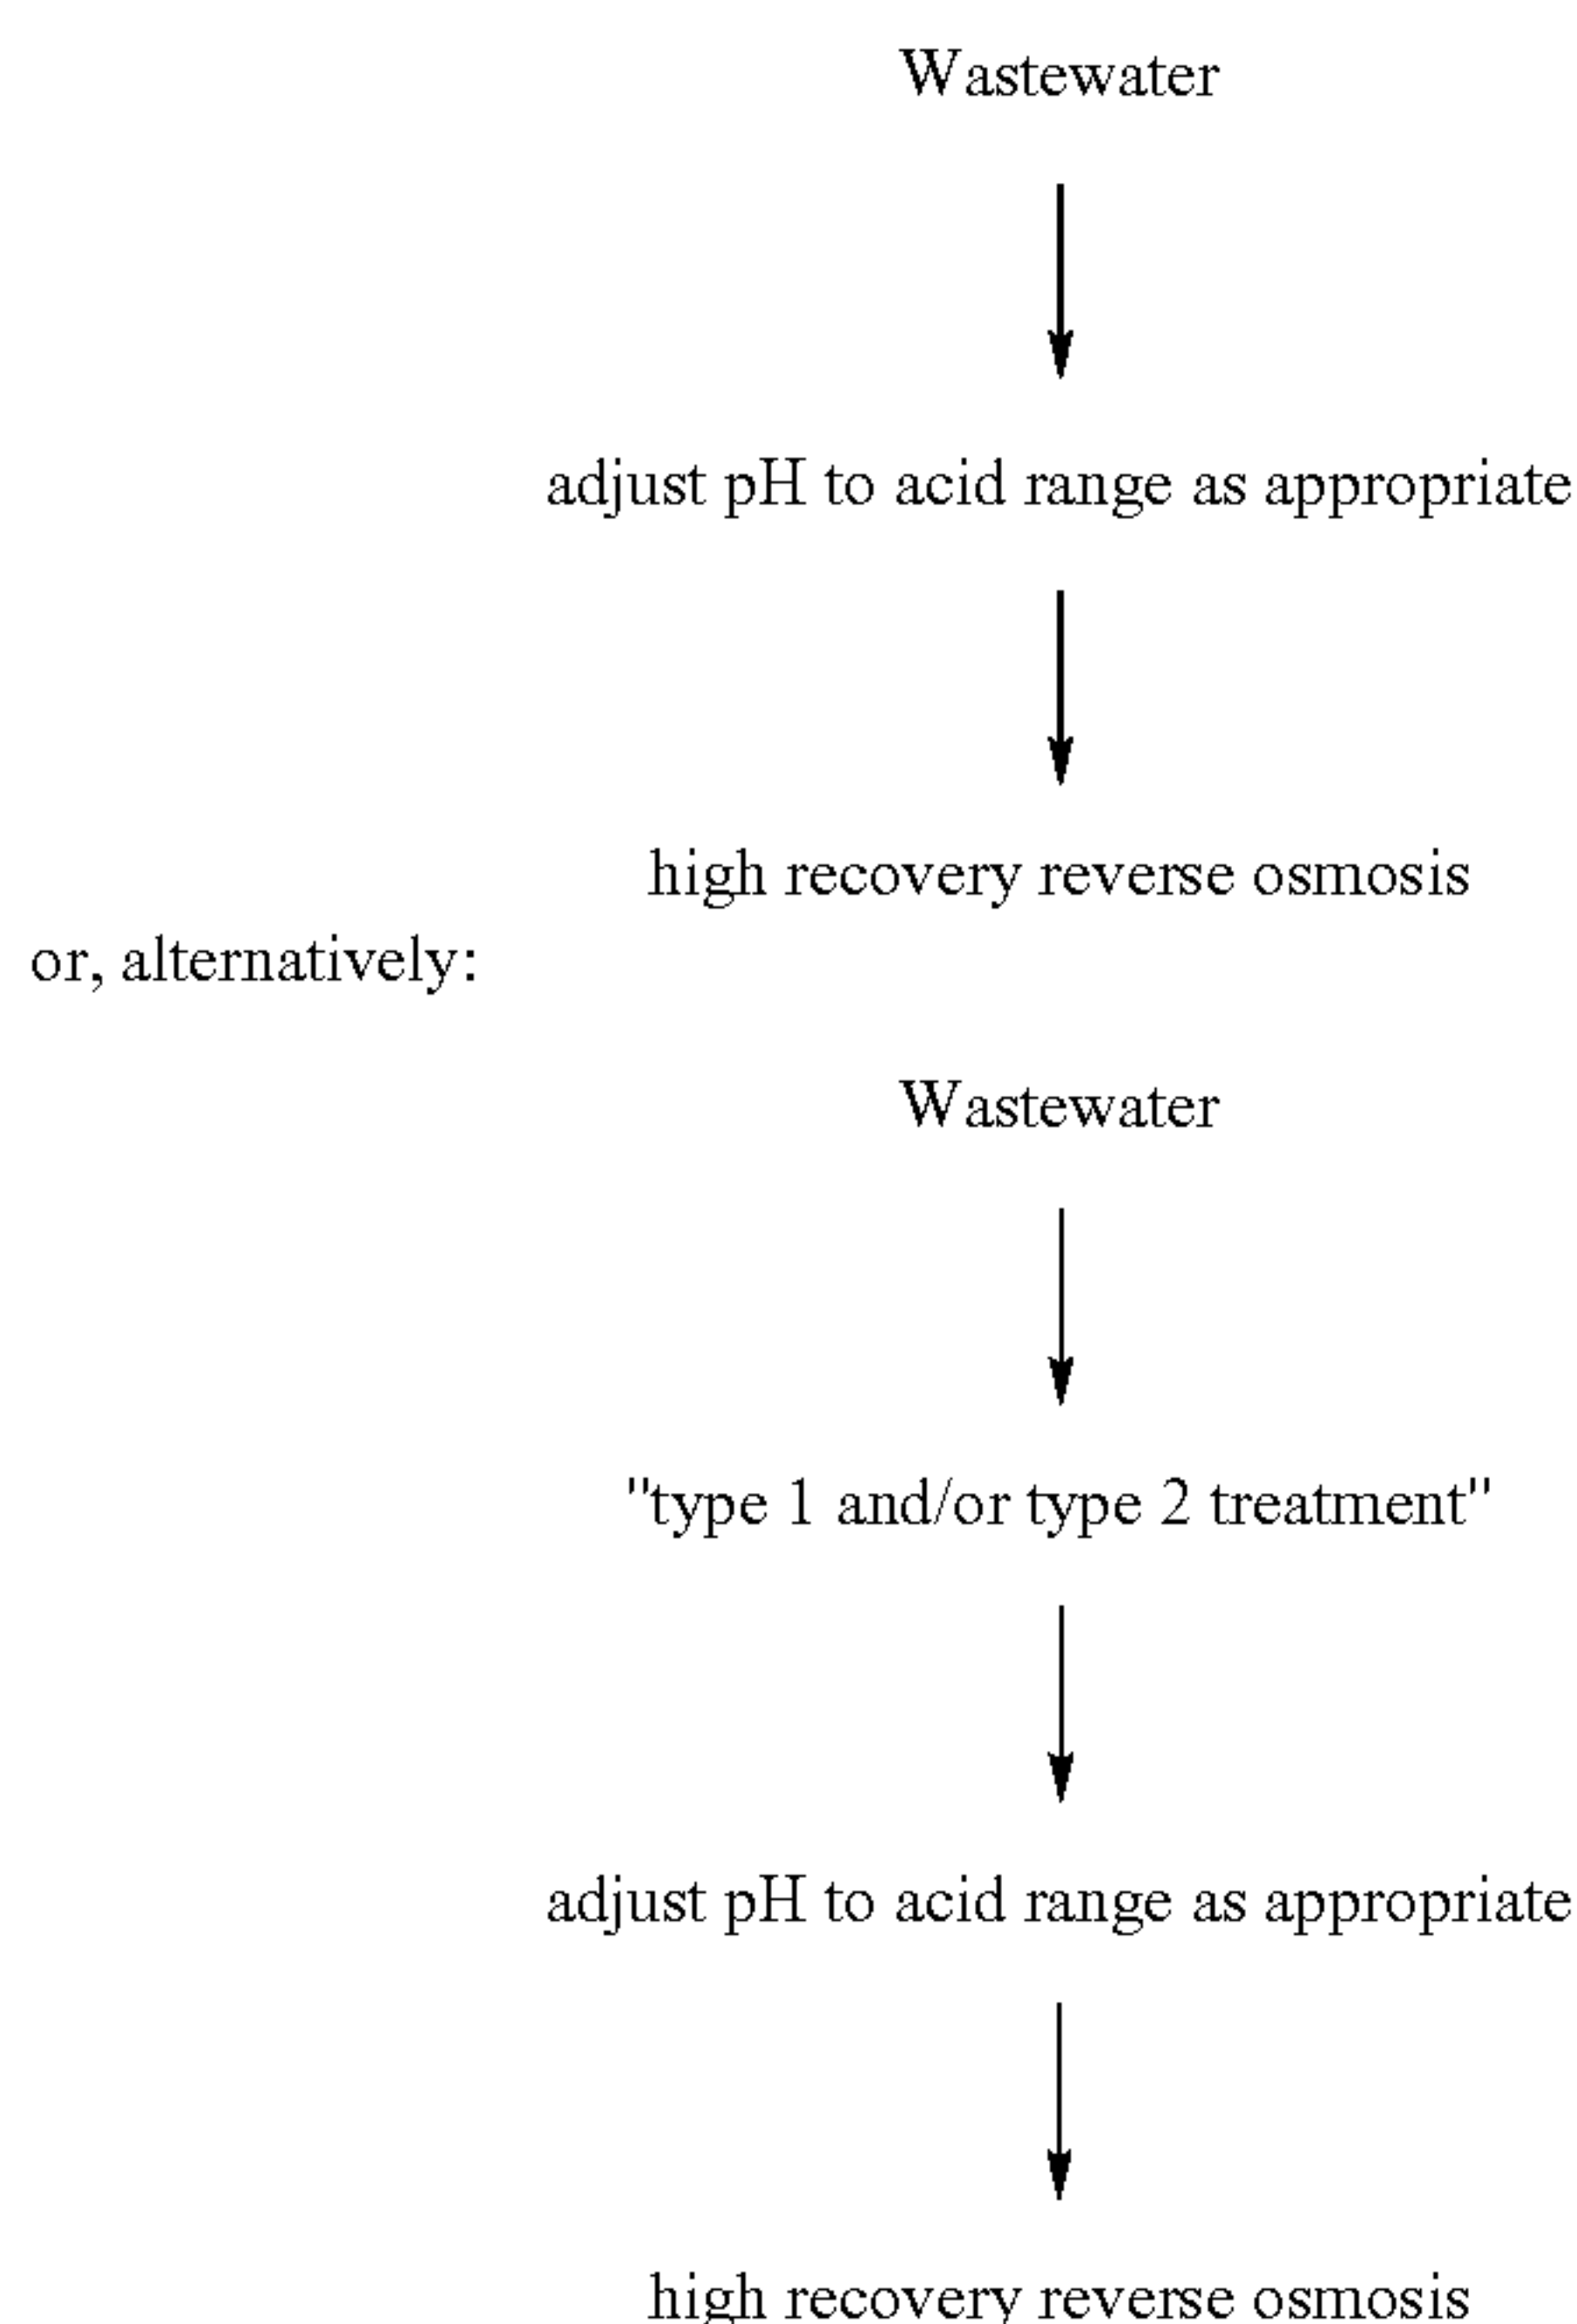 Wastewater
adjust pH to acid range as appropriate
high recovery reverse osmosis
or, alternatively:
Wastewater
"type 1 and/or type 2 treatment"
adjust pH to acid range as appropriate
high recovery reverse osmosis